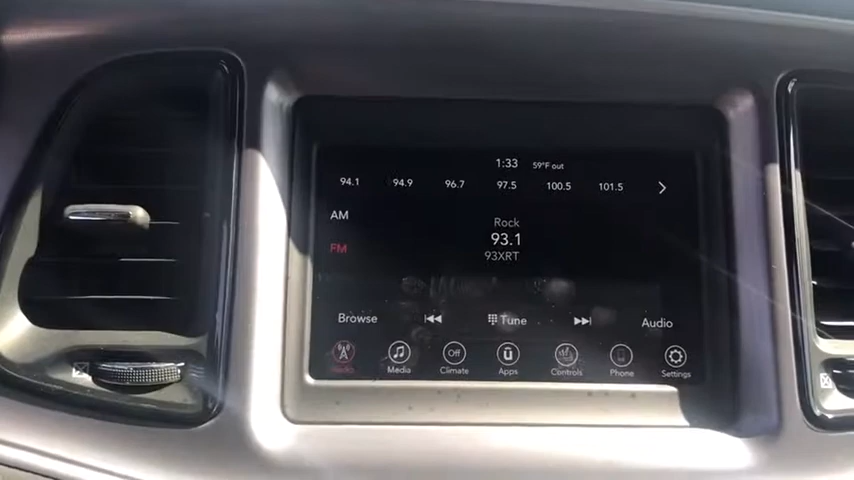 1:33 59°F out
94.1 94.9 96.7 97.5 100.5 101.5
AM
Rock
93.1
FM
93XRT
Browse Tune Audio
Off
Radio Media Climate Apps Controls Phone Settings